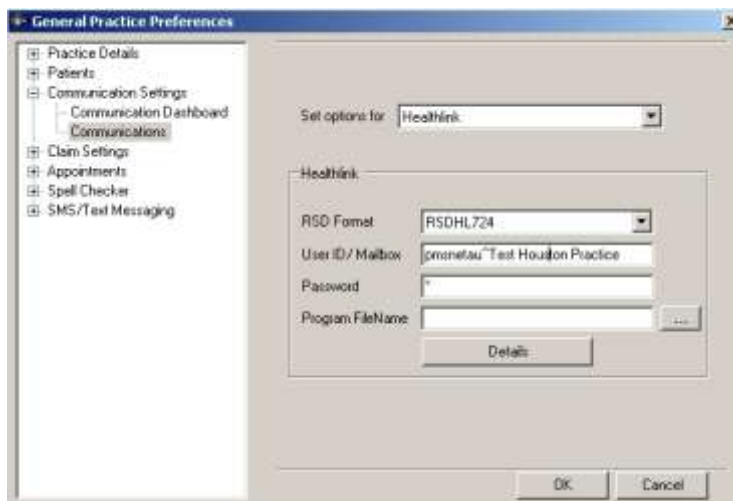 General Practice Preferences
Practice Details
Patients
Communication Settings
Communication Dashboard
Communications
Claim Settings
Appointments
Spell Checker
SMS/Text Messaging
Set options for Healthlink
Healthlink
RSD Format RSDHL724
User ID/ Mailbox pmsnetau^Test Houston Practice
Password *
Program FileName ...
Details
OK Cancel